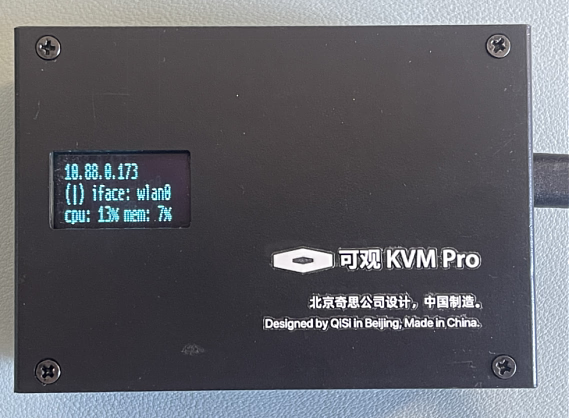 10.88.0.173
(|) iface: wlan0
cpu: 13% mem: 7%
可观 KVM Pro
北京奇思公司设计，中国制造。
Designed by QiSi in Beijing, Made in China.